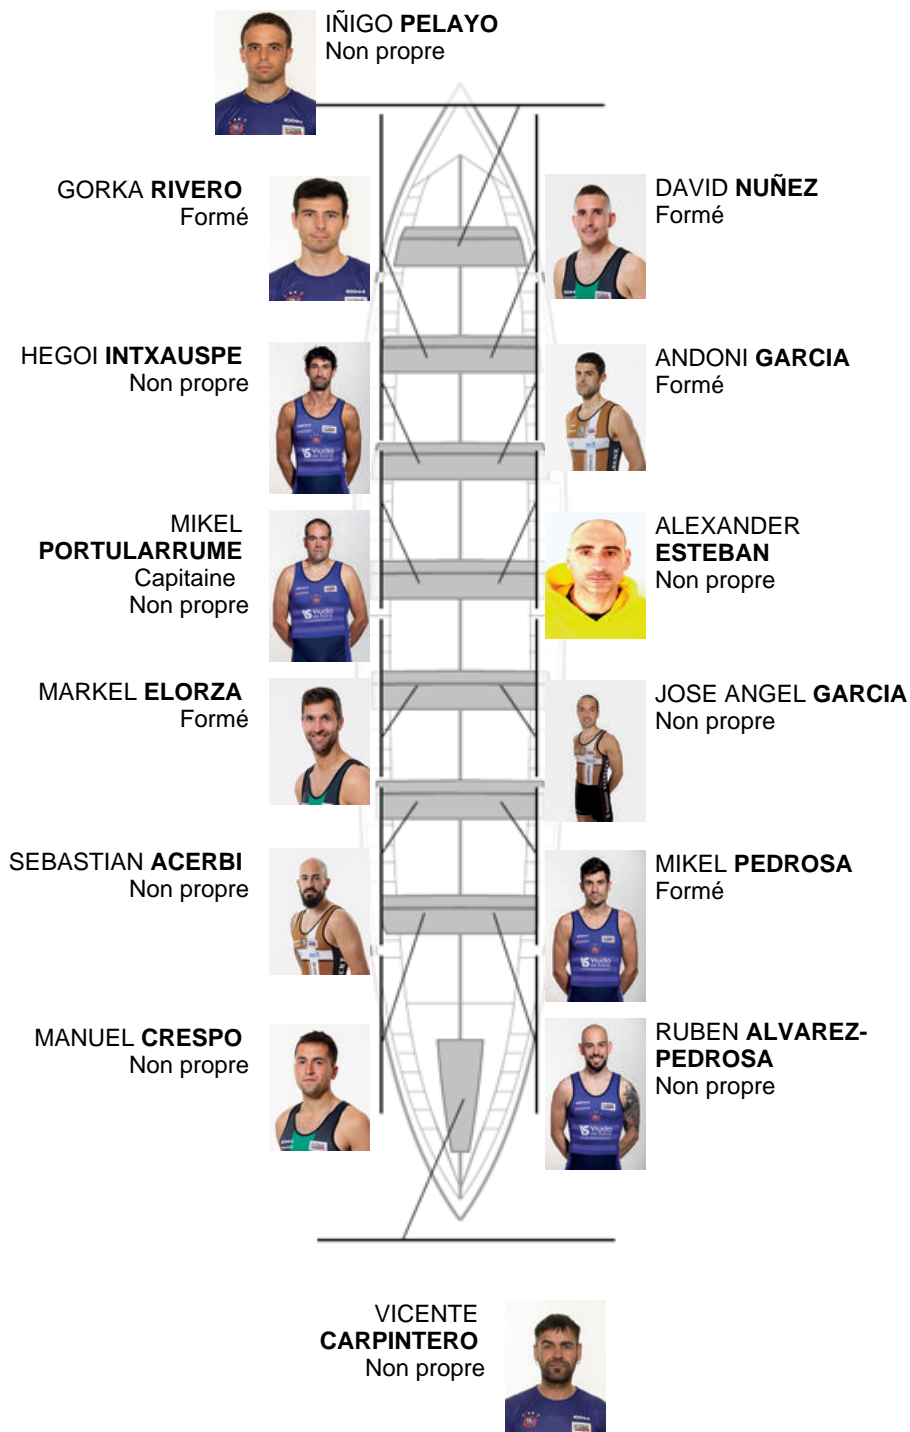 IÑIGO PELAYO
Non propre
GORKA RIVERO
Formé
DAVID NUÑEZ
Formé
HEGOI INTXAUSPE
Non propre
ANDONI GARCIA
Formé
MIKEL
PORTULARRUME
Capitaine
Non propre
ALEXANDER
ESTEBAN
Non propre
MARKEL ELORZA
Formé
JOSE ANGEL GARCIA
Non propre
SEBASTIAN ACERBI
Non propre
MIKEL PEDROSA
Formé
MANUEL CRESPO
Non propre
RUBEN ALVAREZ-
PEDROSA
Non propre
VICENTE
CARPINTERO
Non propre